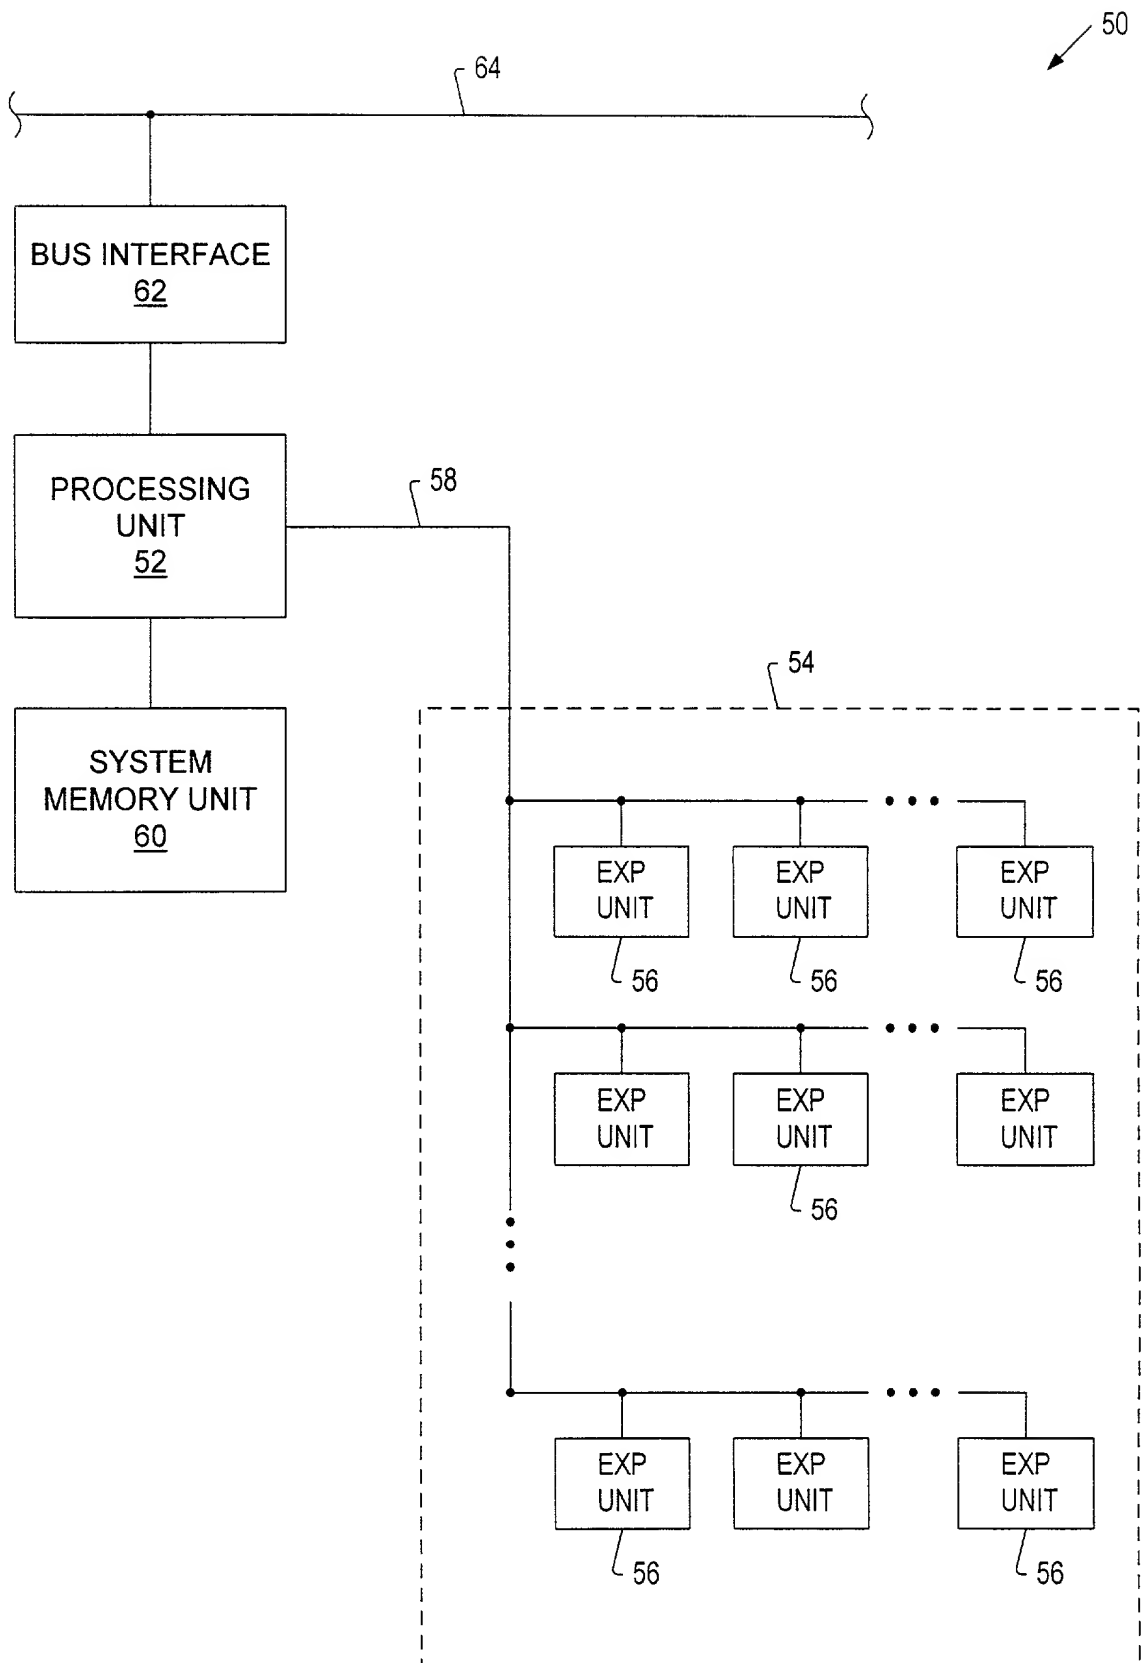 50
64
BUS INTERFACE
62
PROCESSING
UNIT
52
58
SYSTEM
MEMORY UNIT
60
54
EXP
UNIT
EXP
UNIT
EXP
UNIT
56
56
56
EXP
UNIT
EXP
UNIT
EXP
UNIT
56
EXP
UNIT
EXP
UNIT
EXP
UNIT
56
56